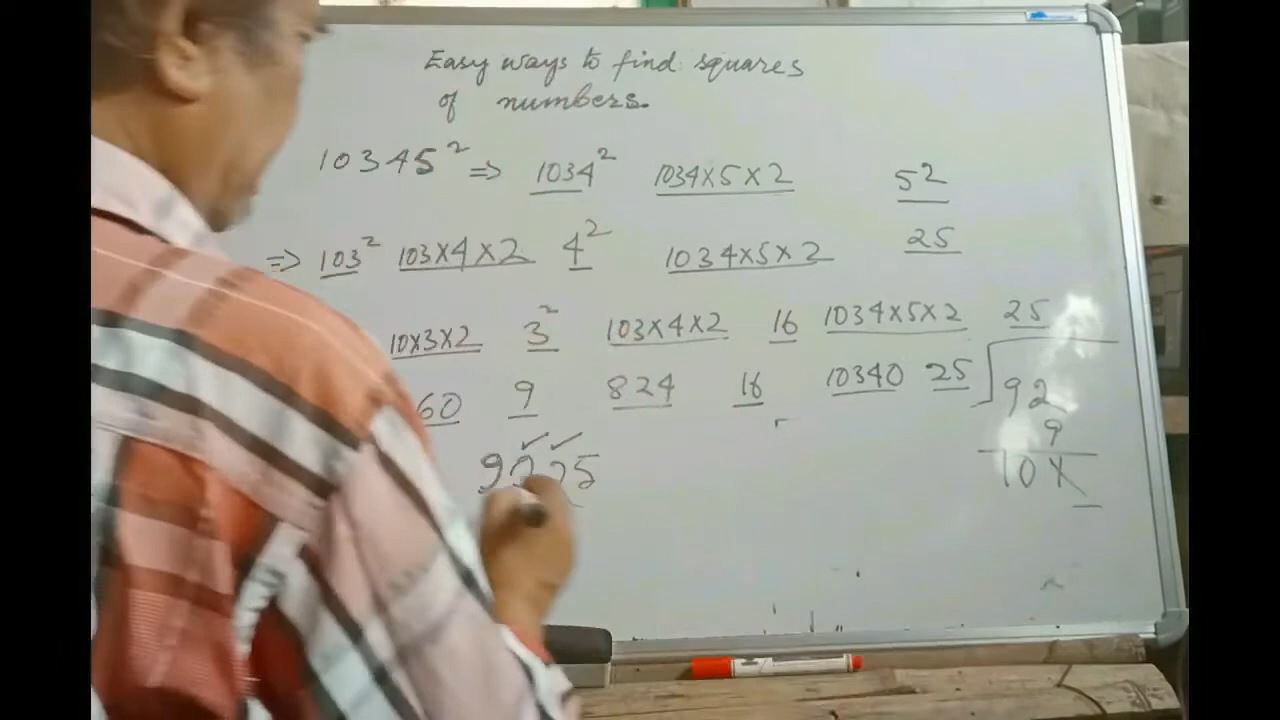 Easy ways to find squares
of numbers.
10345² ⇒ 1034² 1034×5×2 5²
⇒ 103² 103×4×2 4² 1034×5×2 25
10×3×2 3² 103×4×2 16 1034×5×2 25
60 9 824 16 10340 25 92
9
9 5 10